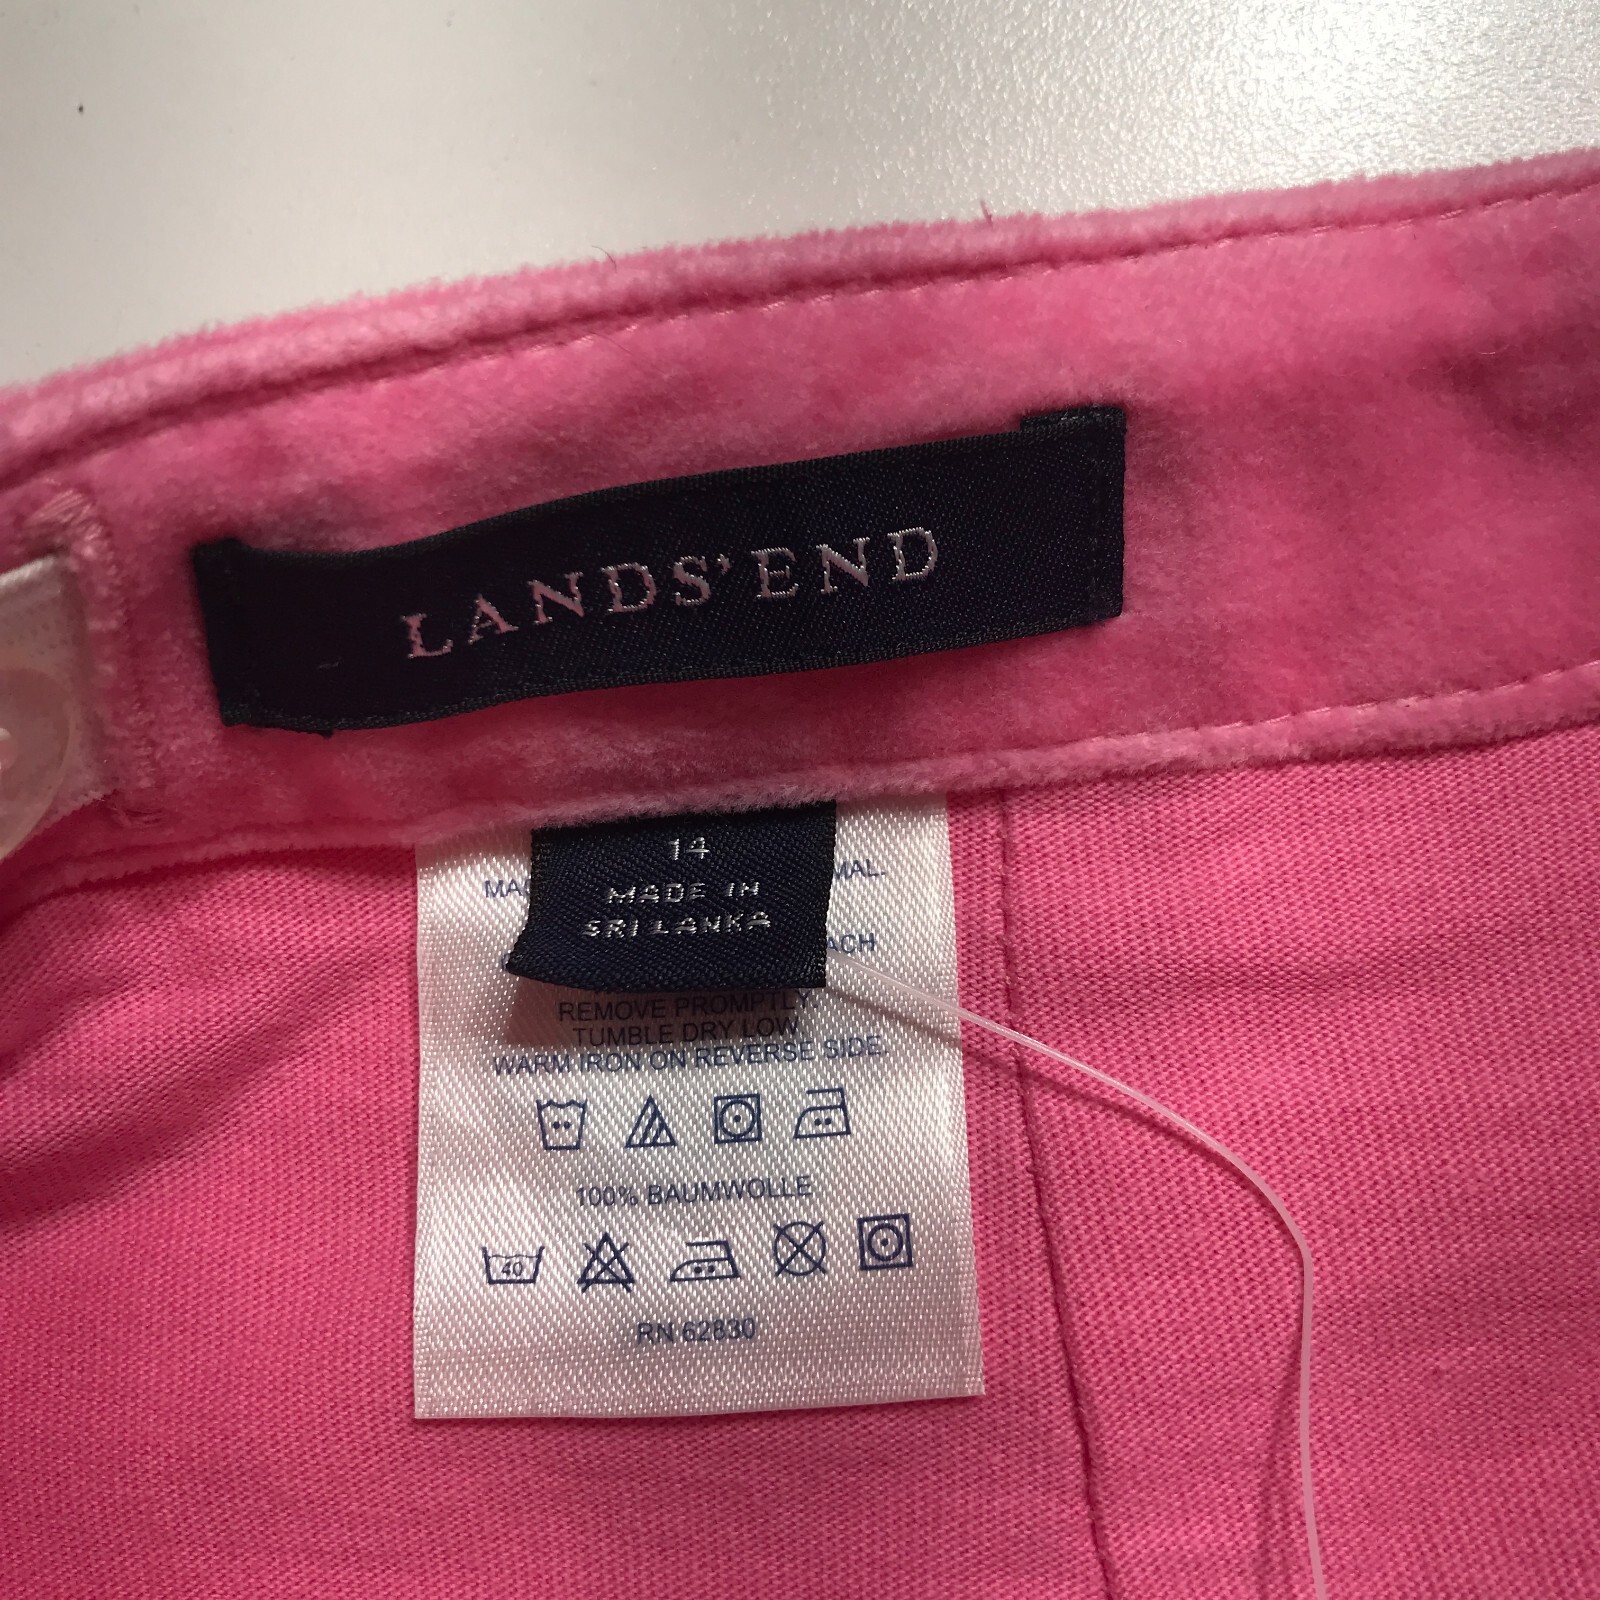 LANDS' END
14
MADE IN
SRI LANKA
REMOVE PROMPTLY
TUMBLE DRY LOW
WARM IRON ON REVERSE SIDE
100% BAUMWOLLE
40
RN 62830